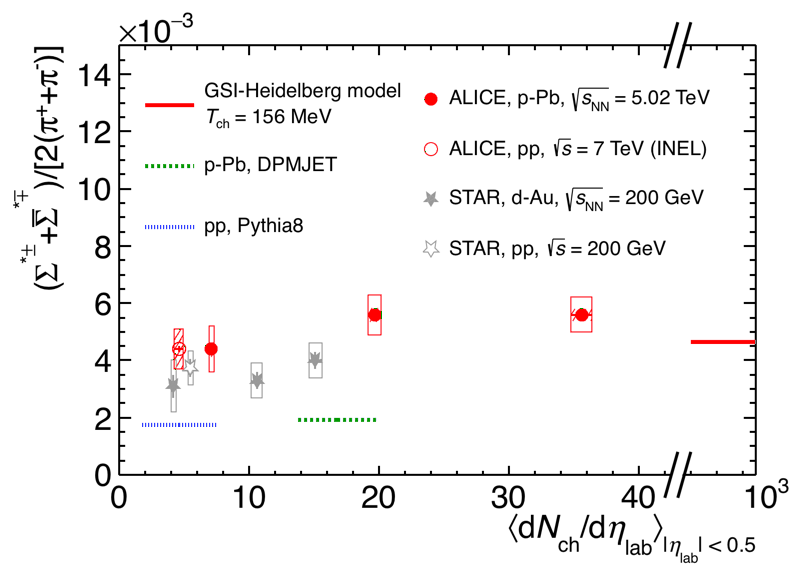 ×10⁻³
(Σ*± + Σ̅*∓)/[2(π⁺+π⁻)]
14
12
10
8
6
4
2
0
GSI-Heidelberg model
T_ch = 156 MeV
p-Pb, DPMJET
pp, Pythia8
ALICE, p-Pb, √s_NN = 5.02 TeV
ALICE, pp, √s = 7 TeV (INEL)
STAR, d-Au, √s_NN = 200 GeV
STAR, pp, √s = 200 GeV
0 10 20 30 40 10³
⟨dN_ch/dη_lab⟩_|η_lab| < 0.5